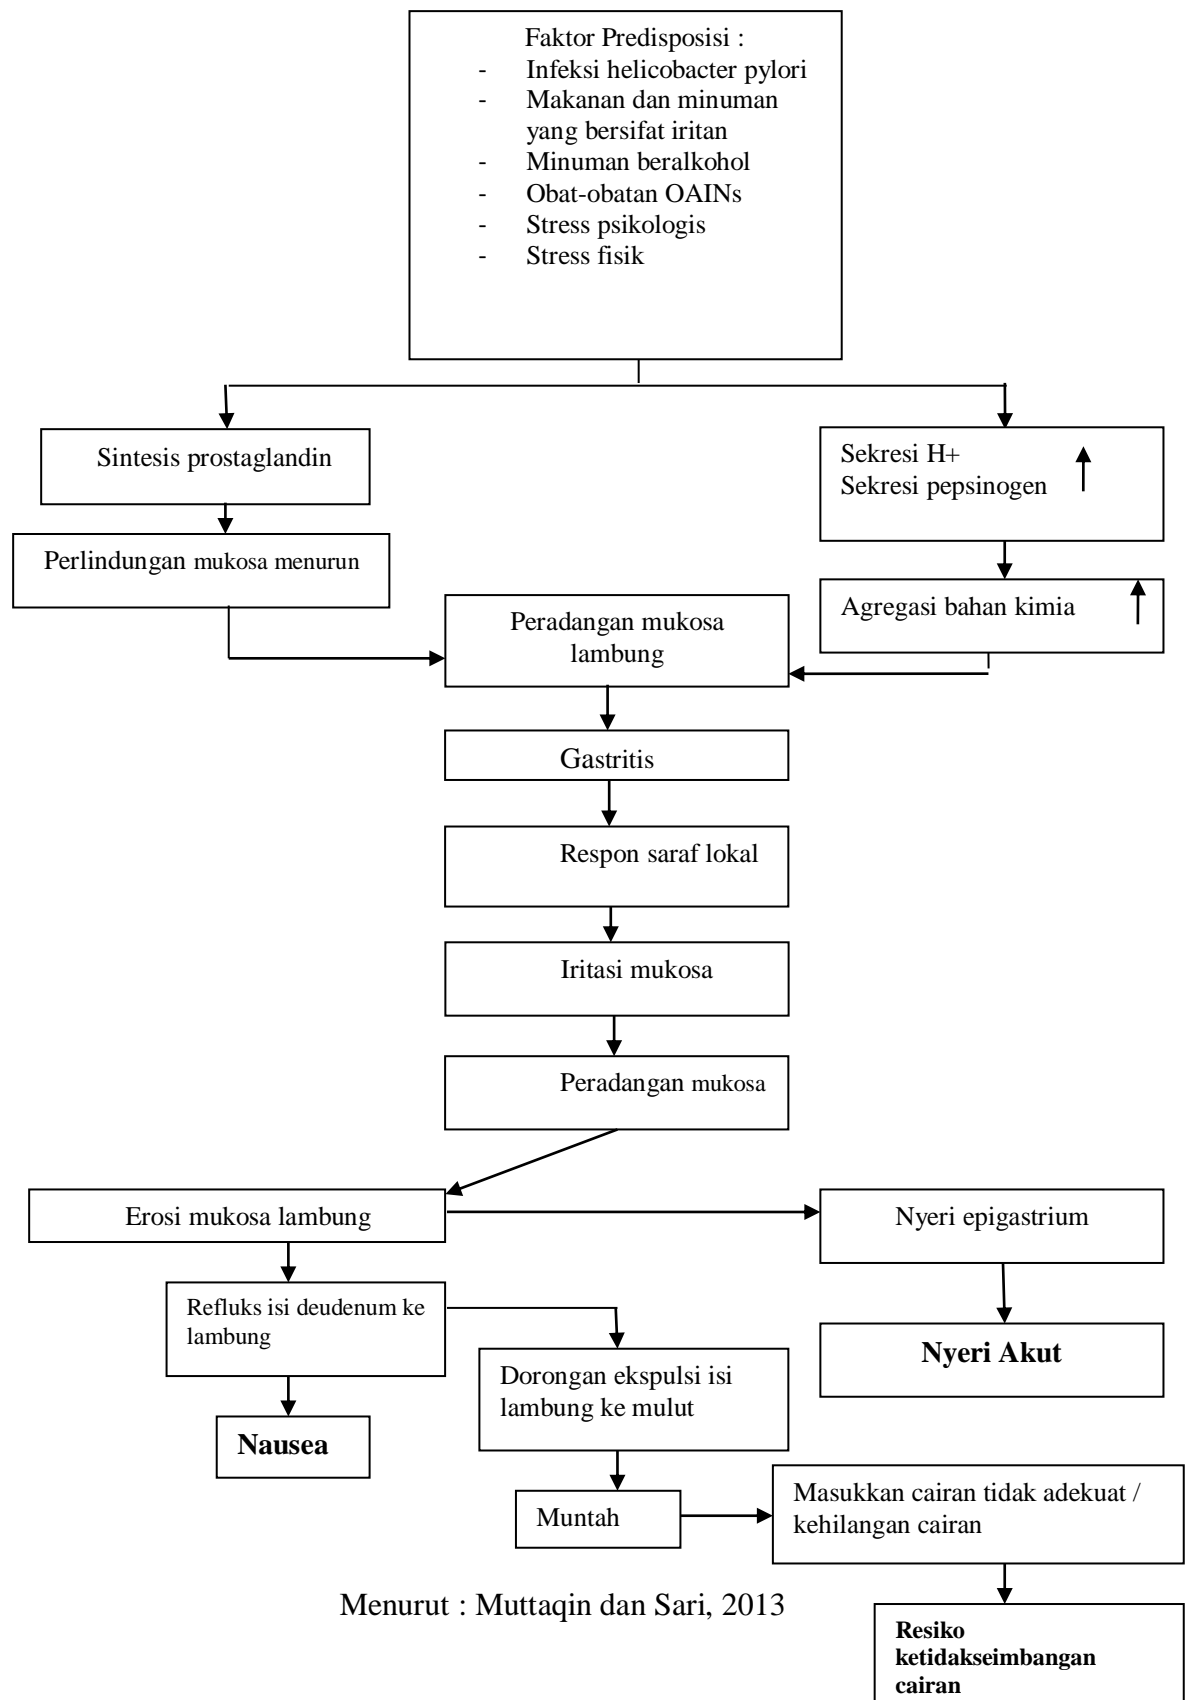 Faktor Predisposisi :
- Infeksi helicobacter pylori
- Makanan dan minuman
yang bersifat iritan
- Minuman beralkohol
- Obat-obatan OAINs
- Stress psikologis
- Stress fisik
Sintesis prostaglandin
Sekresi H+
Sekresi pepsinogen
Perlindungan mukosa menurun
Agregasi bahan kimia
Peradangan mukosa
lambung
Gastritis
Respon saraf lokal
Iritasi mukosa
Peradangan mukosa
Erosi mukosa lambung
Nyeri epigastrium
Refluks isi deudenum ke
lambung
Nyeri Akut
Dorongan ekspulsi isi
lambung ke mulut
Nausea
Muntah
Masukkan cairan tidak adekuat /
kehilangan cairan
Menurut : Muttaqin dan Sari, 2013
Resiko
ketidakseimbangan
cairan